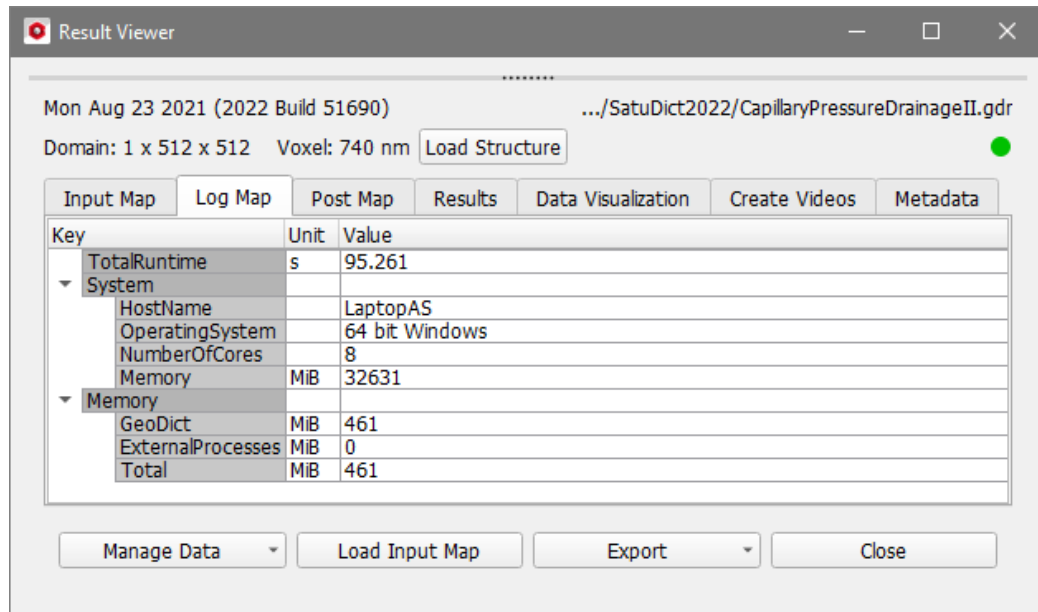 Result Viewer
Mon Aug 23 2021 (2022 Build 51690) .../SatuDict2022/CapillaryPressureDrainageII.gdr
Domain: 1 x 512 x 512 Voxel: 740 nm Load Structure
Input Map Log Map Post Map Results Data Visualization Create Videos Metadata
Key Unit Value
TotalRuntime s 95.261
System
HostName LaptopAS
OperatingSystem 64 bit Windows
NumberOfCores 8
Memory MiB 32631
Memory
GeoDict MiB 461
ExternalProcesses MiB 0
Total MiB 461
Manage Data Load Input Map Export Close